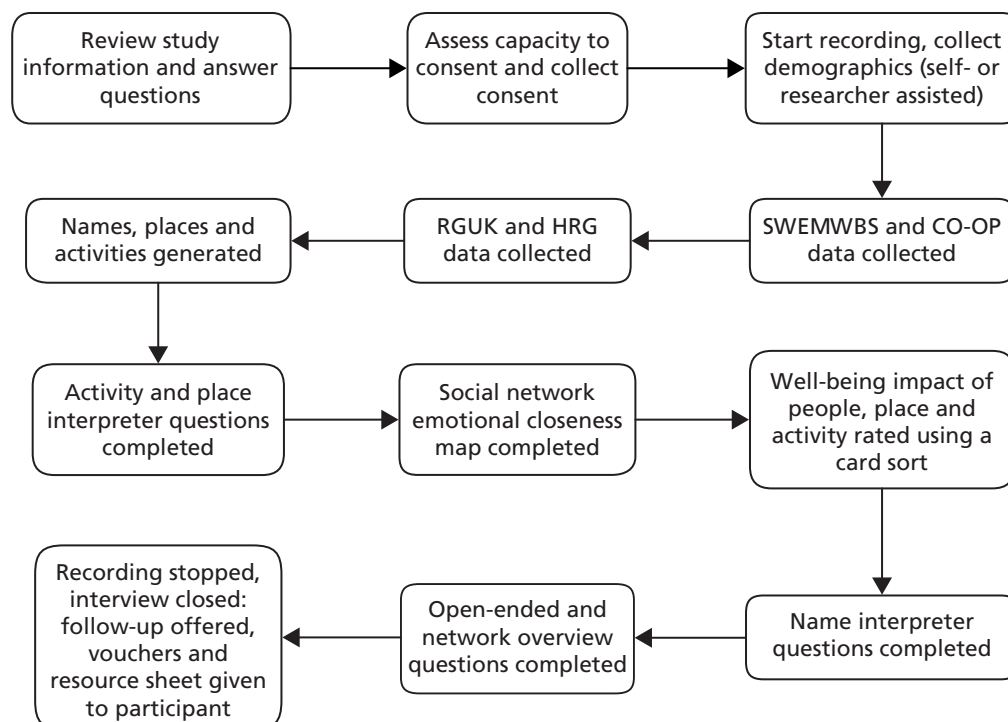 Review study
information and answer
questions
Assess capacity to
consent and collect
consent
Start recording, collect
demographics (self- or
researcher assisted)
SWEMWBS and CO-OP
data collected
RGUK and HRG
data collected
Names, places and
activities generated
Activity and place
interpreter questions
completed
Social network
emotional closeness
map completed
Well-being impact of
people, place and
activity rated using a
card sort
Name interpreter
questions completed
Open-ended and
network overview
questions completed
Recording stopped,
interview closed:
follow-up offered,
vouchers and
resource sheet given
to participant